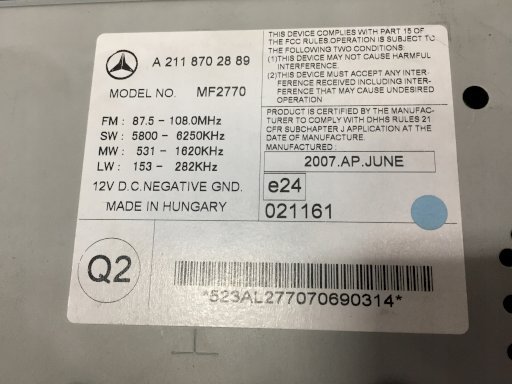 A 211 870 28 89
MODEL NO. MF2770
FM : 87.5 - 108.0MHz
SW : 5800 - 6250KHz
MW : 531 - 1620KHz
LW : 153 - 282KHz
12V D.C.NEGATIVE GND.
MADE IN HUNGARY
THIS DEVICE COMPLIES WITH PART 15 OF
THE FCC RULES.OPERATION IS SUBJECT TO
THE FOLLOWING TWO CONDITIONS:
(1)THIS DEVICE MAY NOT CAUSE HARMFUL
INTERFERENCE.
(2)THIS DEVICE MUST ACCEPT ANY INTER-
FERENCE RECEIVED INCLUDING INTERFER-
ENCE THAT MAY CAUSE UNDESIRED
OPERATION
PRODUCT IS CERTIFIED BY THE MANUFAC-
TURER TO COMPLY WITH DHHS RULES 21
CFR SUBCHAPTER J APPLICATION AT THE
DATE OF MANUFACTURE.
MANUFACTURED :
2007.AP.JUNE
e24
021161
Q2
*523AL277070690314*